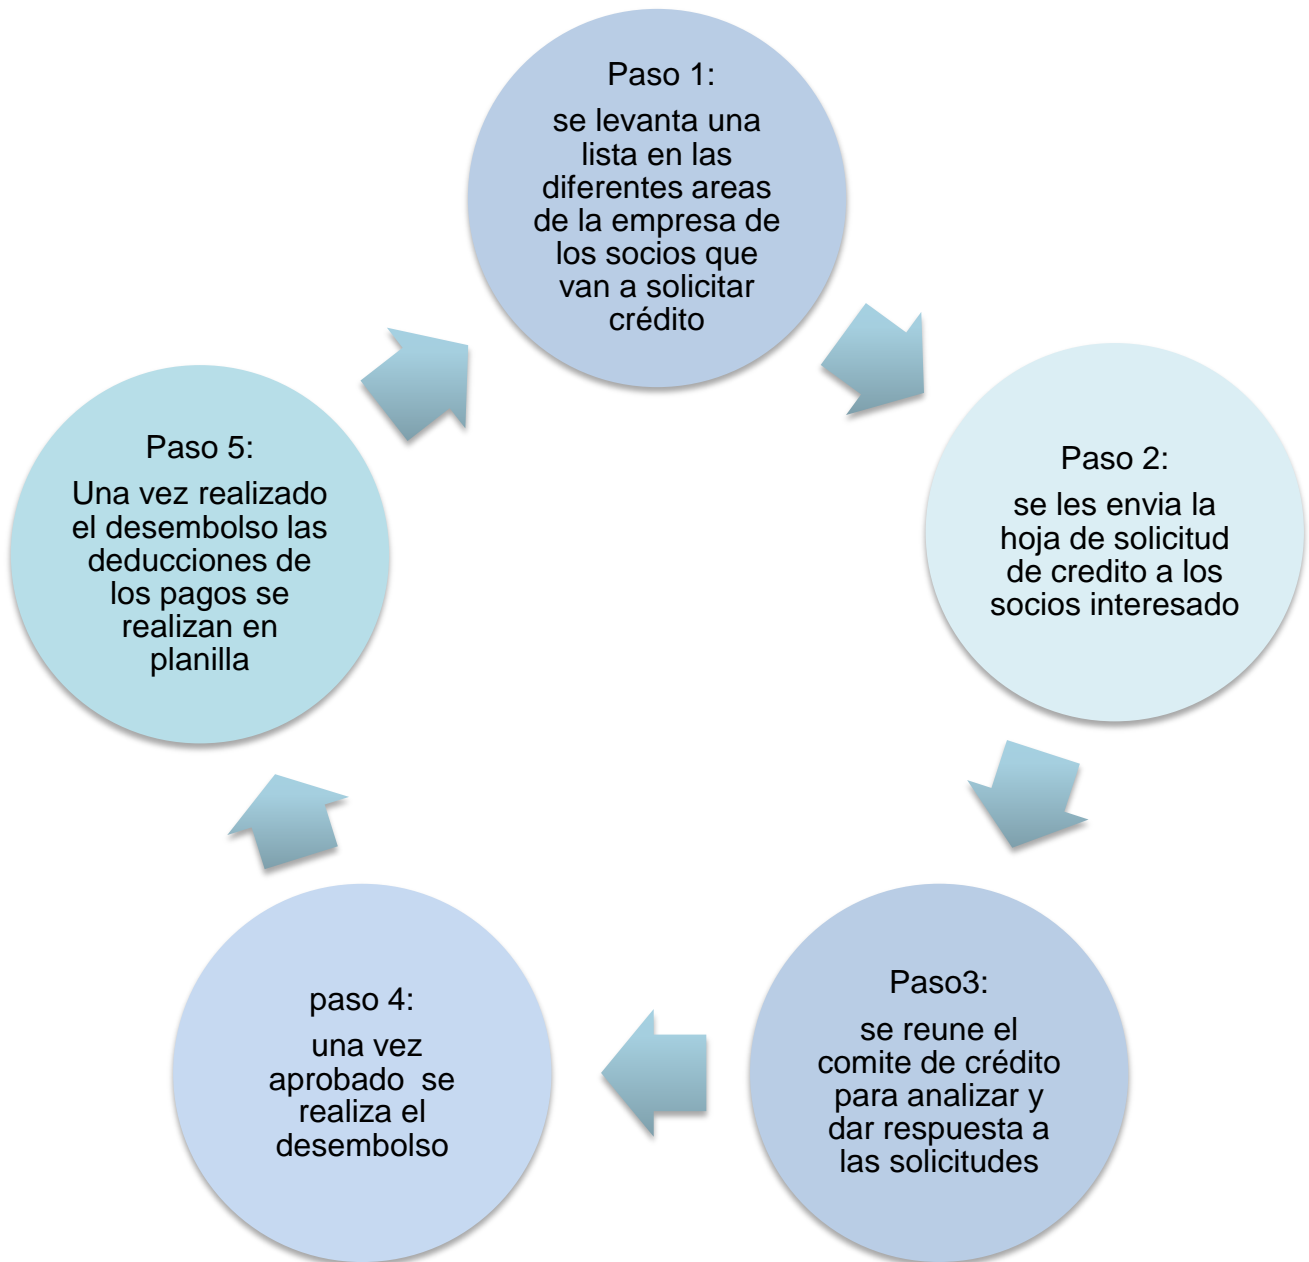 Paso 1:
se levanta una
lista en las
diferentes areas
de la empresa de
los socios que
van a solicitar
crédito
Paso 2:
se les envia la
hoja de solicitud
de credito a los
socios interesado
Paso3:
se reune el
comite de crédito
para analizar y
dar respuesta a
las solicitudes
paso 4:
una vez
aprobado  se
realiza el
desembolso
Paso 5:
Una vez realizado
el desembolso las
deducciones de
los pagos se
realizan en
planilla